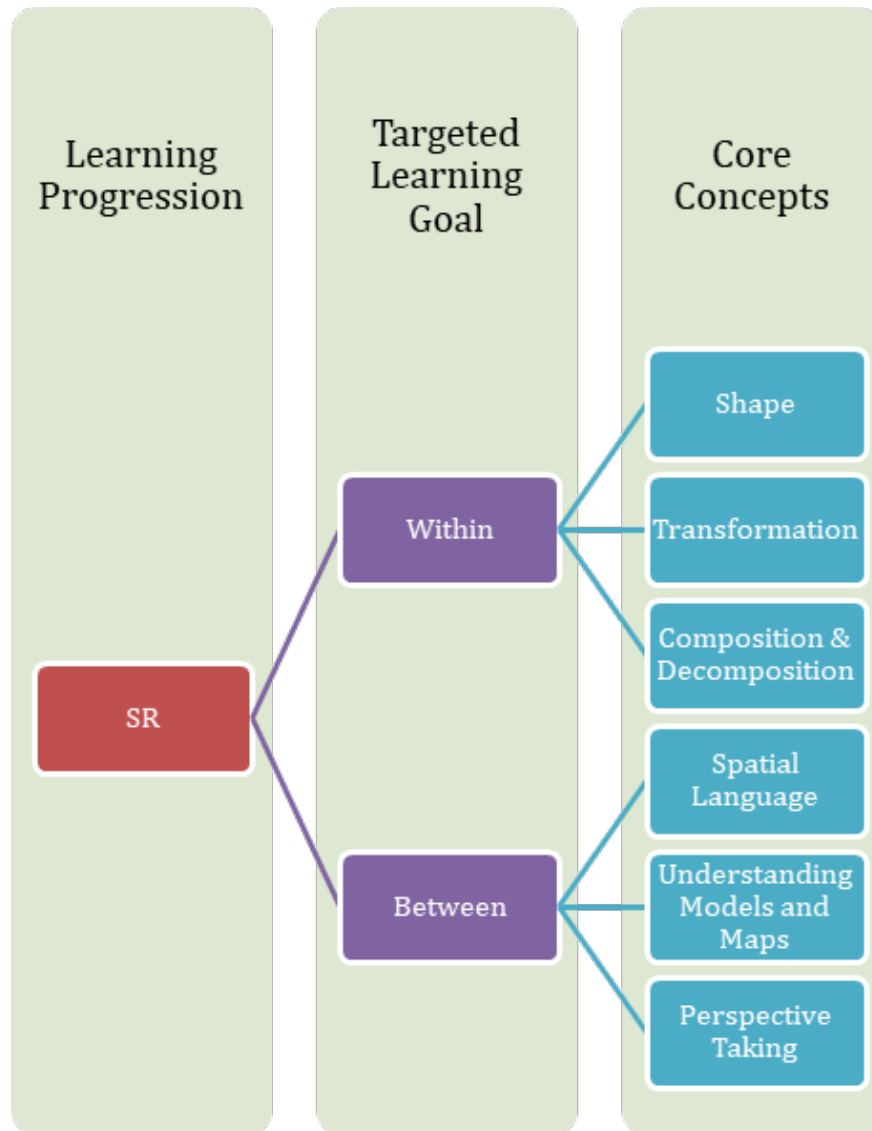 Learning
Progression
Targeted
Learning
Goal
Core
Concepts
SR
Within
Between
Shape
Transformation
Composition &
Decomposition
Spatial
Language
Understanding
Models and
Maps
Perspective
Taking